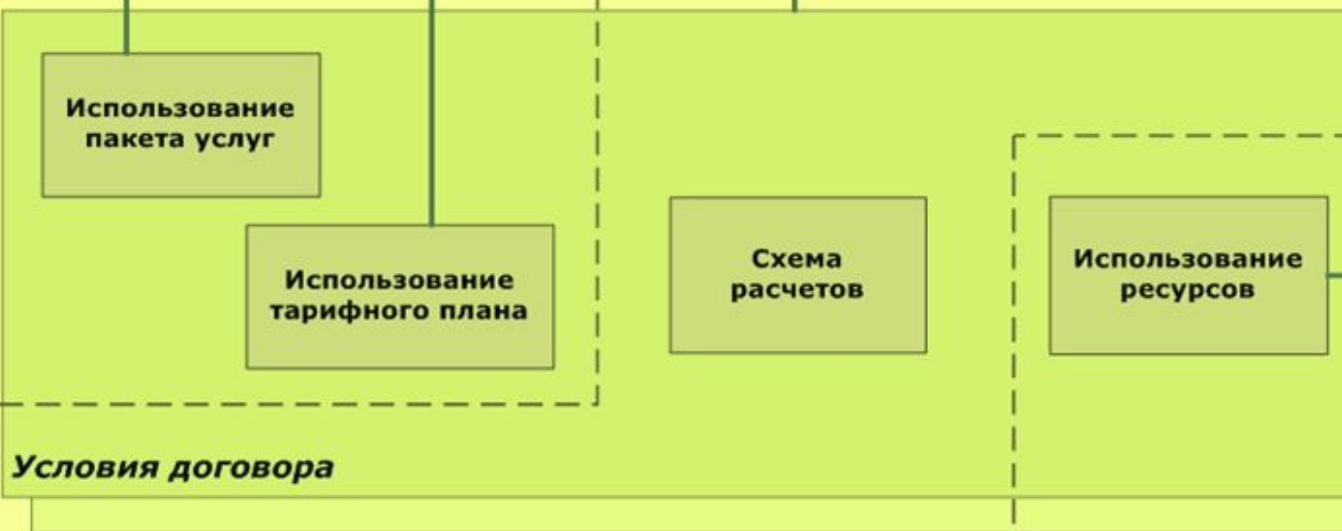 Использование
пакета услуг
Использование
тарифного плана
Схема
расчетов
Использование
ресурсов
Условия договора